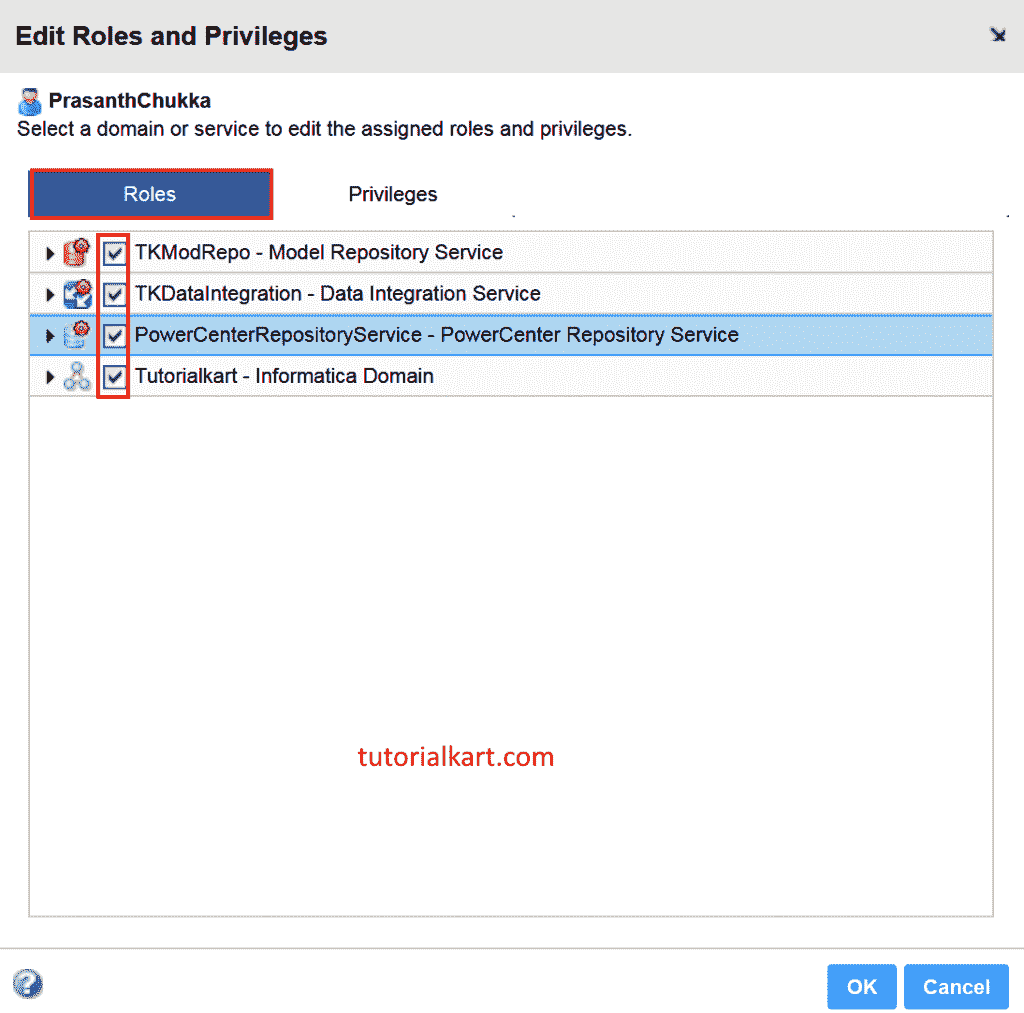 Edit Roles and Privileges
PrasanthChukka
Select a domain or service to edit the assigned roles and privileges.
Roles Privileges
TKModRepo - Model Repository Service
TKDataIntegration - Data Integration Service
PowerCenterRepositoryService - PowerCenter Repository Service
Tutorialkart - Informatica Domain
tutorialkart.com
? OK Cancel